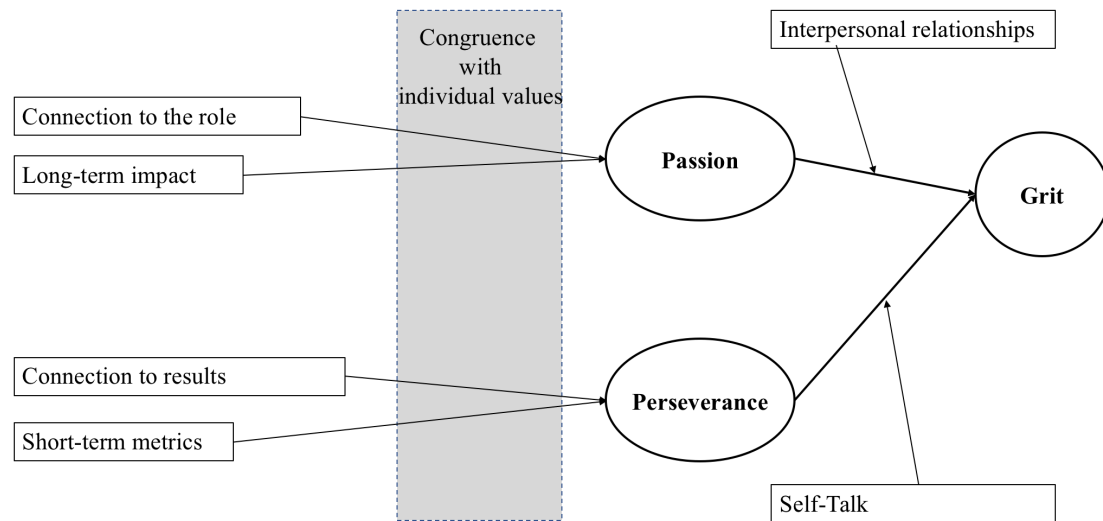 Congruence
with
individual values
Interpersonal relationships
Connection to the role
Long-term impact
Passion
Grit
Connection to results
Short-term metrics
Perseverance
Self-Talk